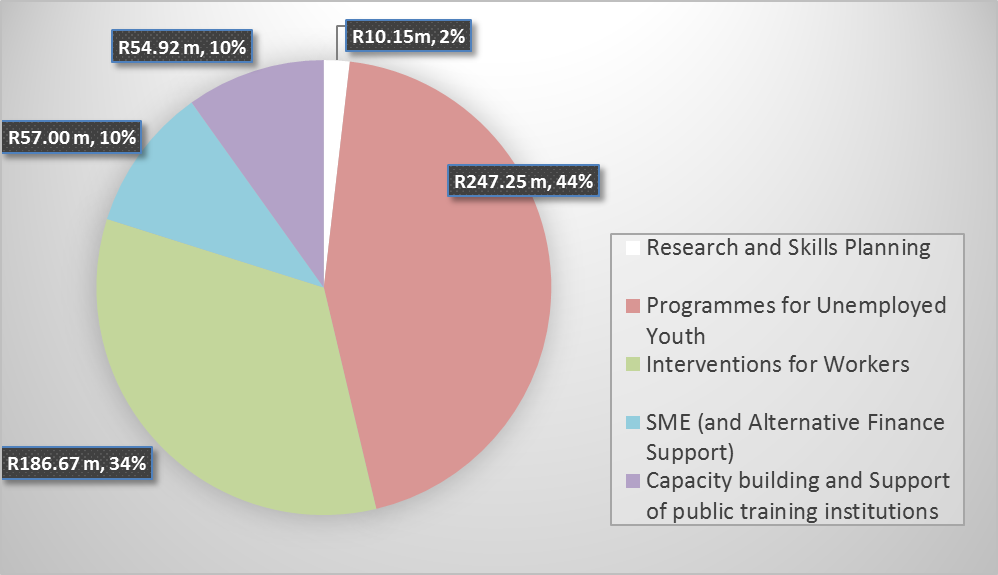 R54.92 m, 10%
R10.15m, 2%
R57.00 m, 10%
R247.25 m, 44%
R186.67 m, 34%
Research and Skills Planning
Programmes for Unemployed
Youth
Interventions for Workers
SME (and Alternative Finance
Support)
Capacity building and Support
of public training institutions